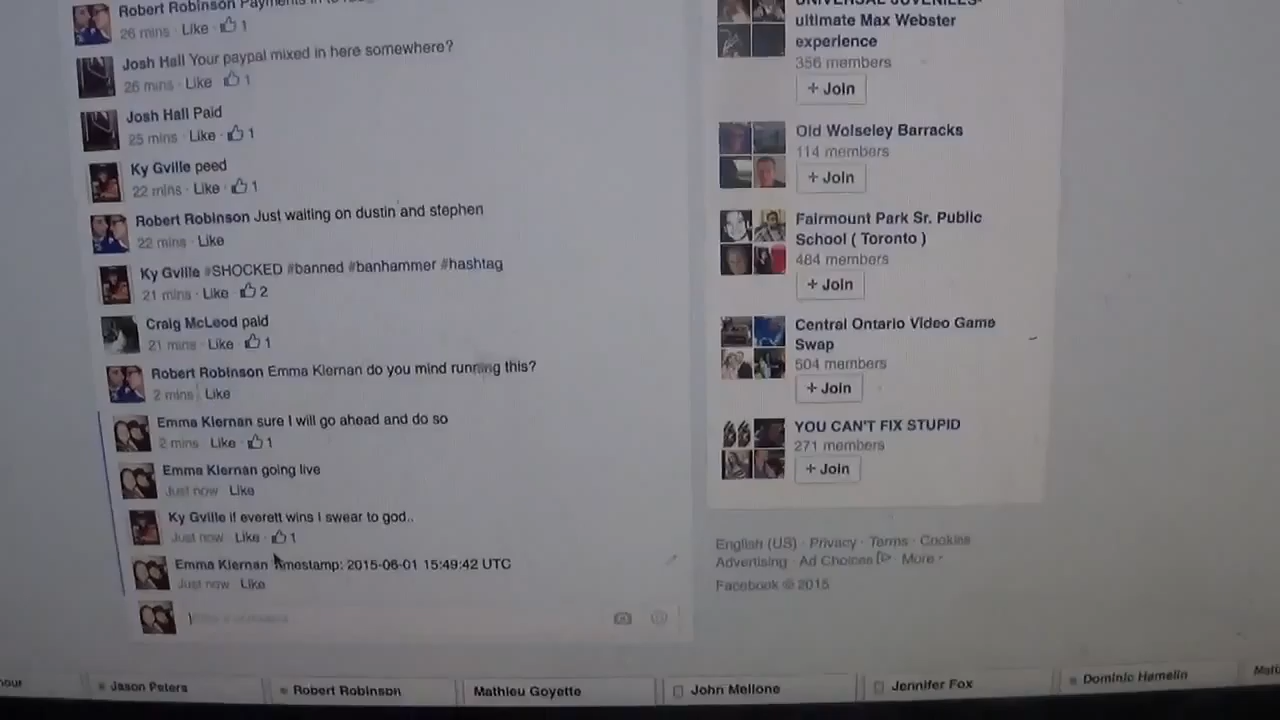 Robert Robinson Payments in
26 mins · Like · 1
Josh Hall Your paypal mixed in here somewhere?
26 mins · Like 1
Josh Hall Paid
25 mins · Like · 1
Ky Gville peed
22 mins · Like · 1
Robert Robinson Just waiting on dustin and stephen
22 mins · Like
Ky Gville #SHOCKED #banned #banhammer #hashtag
21 mins · Like · 2
Craig McLeod paid
21 mins · Like · 1
Robert Robinson Emma Kiernan do you mind running this?
2 mins · Like
Emma Kiernan sure I will go ahead and do so
2 mins · Like · 1
Emma Kiernan going live
Just now · Like
Ky Gville if everett wins I swear to god..
Just now · Like · 1
Emma Kiernan timestamp: 2015-06-01 15:49:42 UTC
Just now · Like
UNIVERSAL JUVENILES-
ultimate Max Webster
experience
356 members
+ Join
Old Wolseley Barracks
114 members
+ Join
Fairmount Park Sr. Public
School ( Toronto )
484 members
+ Join
Central Ontario Video Game
Swap
504 members
+ Join
YOU CAN'T FIX STUPID
271 members
+ Join
English (US) · Privacy · Terms · Cookies
Advertising · Ad Choices · More
Facebook © 2015
Jason Peters
Robert Robinson
Mathieu Goyette
John Mellone
Jennifer Fox
Dominic Hamelin